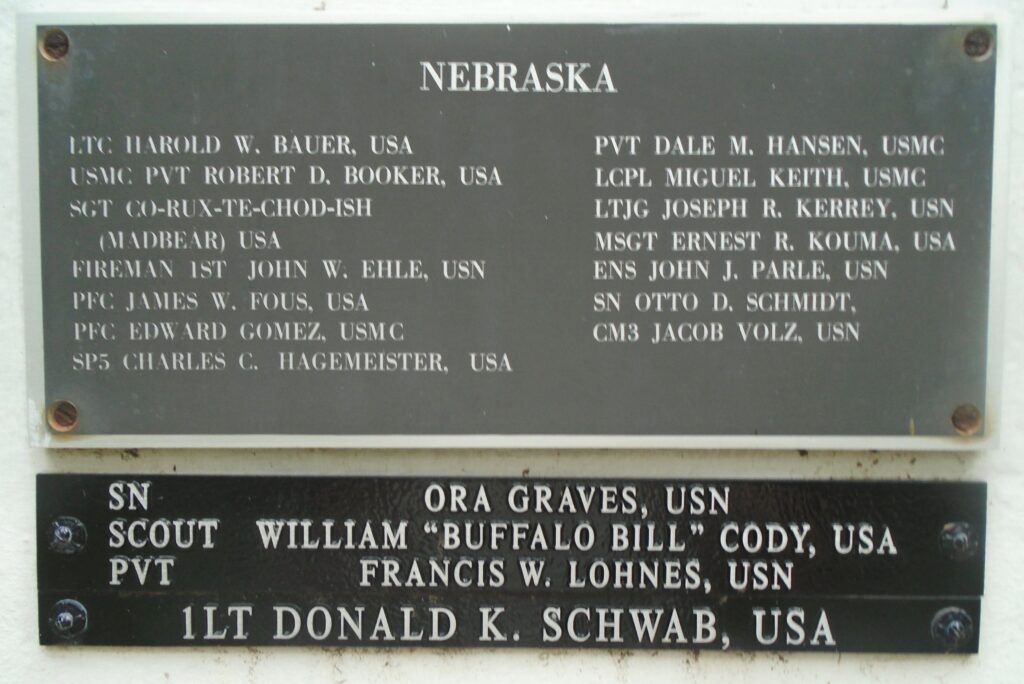 NEBRASKA
LTC HAROLD W. BAUER, USA
USMC PVT ROBERT D. BOOKER, USA
SGT CO-RUX-TE-CHOD-ISH
(MADBEAR) USA
FIREMAN 1ST JOHN W. EHLE, USN
PFC JAMES W. FOUS, USA
PFC EDWARD GOMEZ, USMC
SP5 CHARLES C. HAGEMEISTER, USA
PVT DALE M. HANSEN, USMC
LCPL MIGUEL KEITH, USMC
LTJG JOSEPH R. KERREY, USN
MSGT ERNEST R. KOUMA, USA
ENS JOHN J. PARLE, USN
SN OTTO D. SCHMIDT,
CM3 JACOB VOLZ, USN
SN ORA GRAVES, USN
SCOUT WILLIAM “BUFFALO BILL” CODY, USA
PVT FRANCIS W. LOHNES, USN
1LT DONALD K. SCHWAB, USA